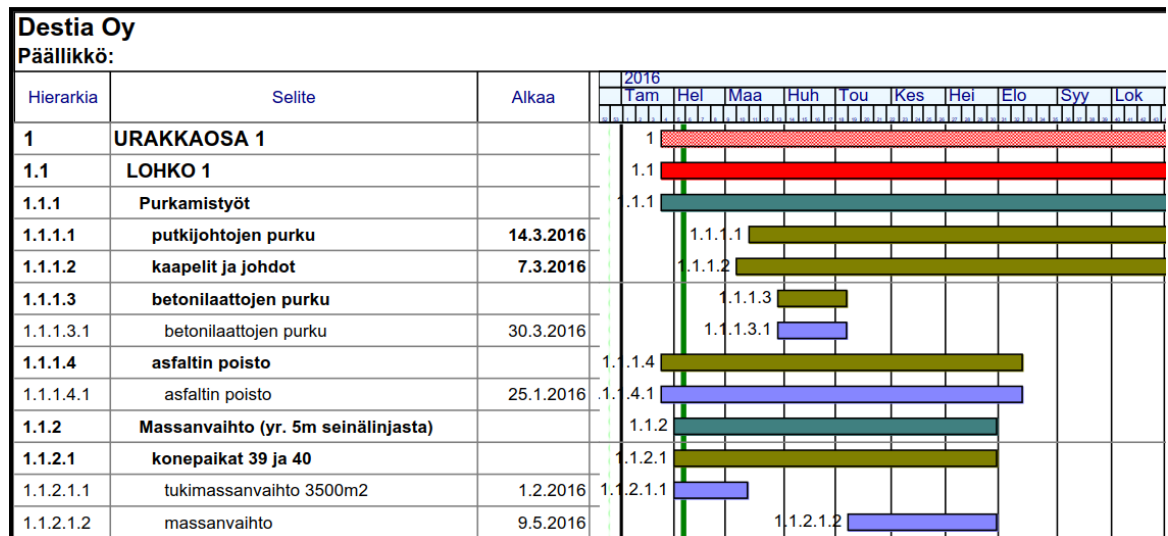 Destia Oy
Päällikkö:
Hierarkia Selite Alkaa 2016
Tam Hel Maa Huh Tou Kes Hei Elo Syy Lok
1 URAKKAOSA 1 1
1.1 LOHKO 1 1.1
1.1.1 Purkamistyöt 1.1.1
1.1.1.1 putkijohtojen purku 14.3.2016 1.1.1.1
1.1.1.2 kaapelit ja johdot 7.3.2016 1.1.1.2
1.1.1.3 betonilaattojen purku 1.1.1.3
1.1.1.3.1 betonilaattojen purku 30.3.2016 1.1.1.3.1
1.1.1.4 asfaltin poisto 1.1.1.4
1.1.1.4.1 asfaltin poisto 25.1.2016 .1.1.4.1
1.1.2 Massanvaihto (yr. 5m seinälinjasta) 1.1.2
1.1.2.1 konepaikat 39 ja 40 1.1.2.1
1.1.2.1.1 tukimassanvaihto 3500m2 1.2.2016 1.1.2.1.1
1.1.2.1.2 massanvaihto 9.5.2016 1.1.2.1.2